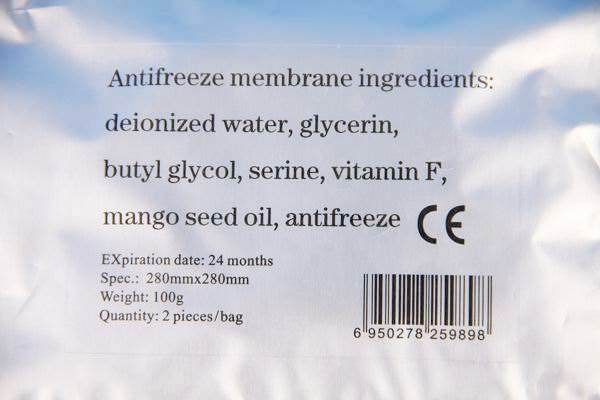 Antifreeze membrane ingredients:
deionized water, glycerin,
butyl glycol, serine, vitamin F,
mango seed oil, antifreeze CE
EXpiration date: 24 months
Spec.: 280mmx280mm
Weight: 100g
Quantity: 2 pieces/bag
6 950278 259898